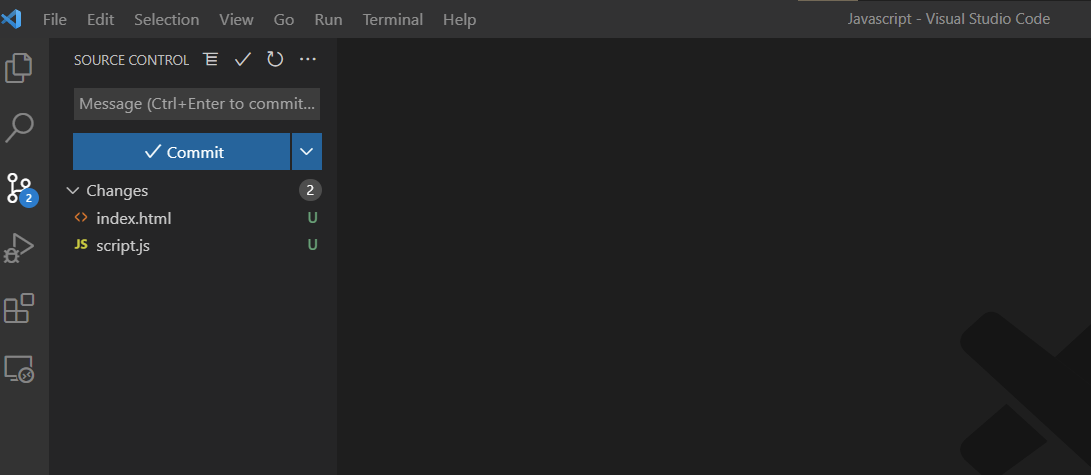 File Edit Selection View Go Run Terminal Help Javascript - Visual Studio Code
SOURCE CONTROL
Message (Ctrl+Enter to commit...
Commit
Changes 2
2
index.html U
JS script.js U